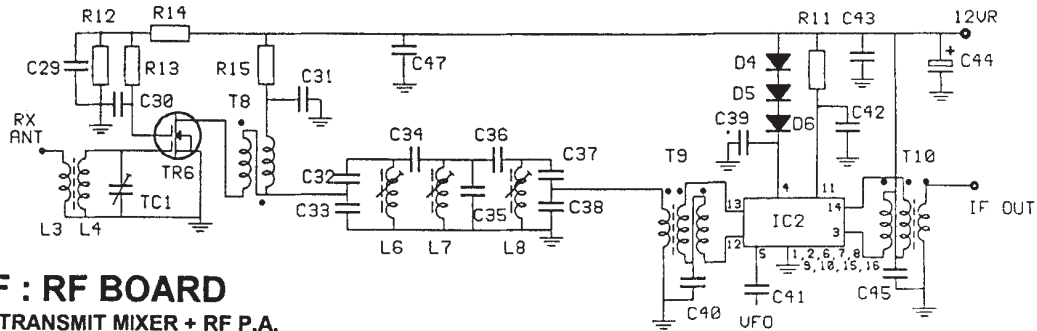 R12
R14
R11
C43
12VR
C29
R13
R15
C31
C47
D4
C44
D5
C30
T8
C39
D6
C42
RX
ANT
C34
C36
TR6
C32
C37
T9
T10
TC1
4
11
C33
C35
C38
13
14
IC2
IF OUT
L3
L4
12
3
L6
L7
L8
5
1,2,6,7,8
9,10,15,16
C40
C41
C45
VFO
F : RF BOARD
TRANSMIT MIXER + RF P.A.